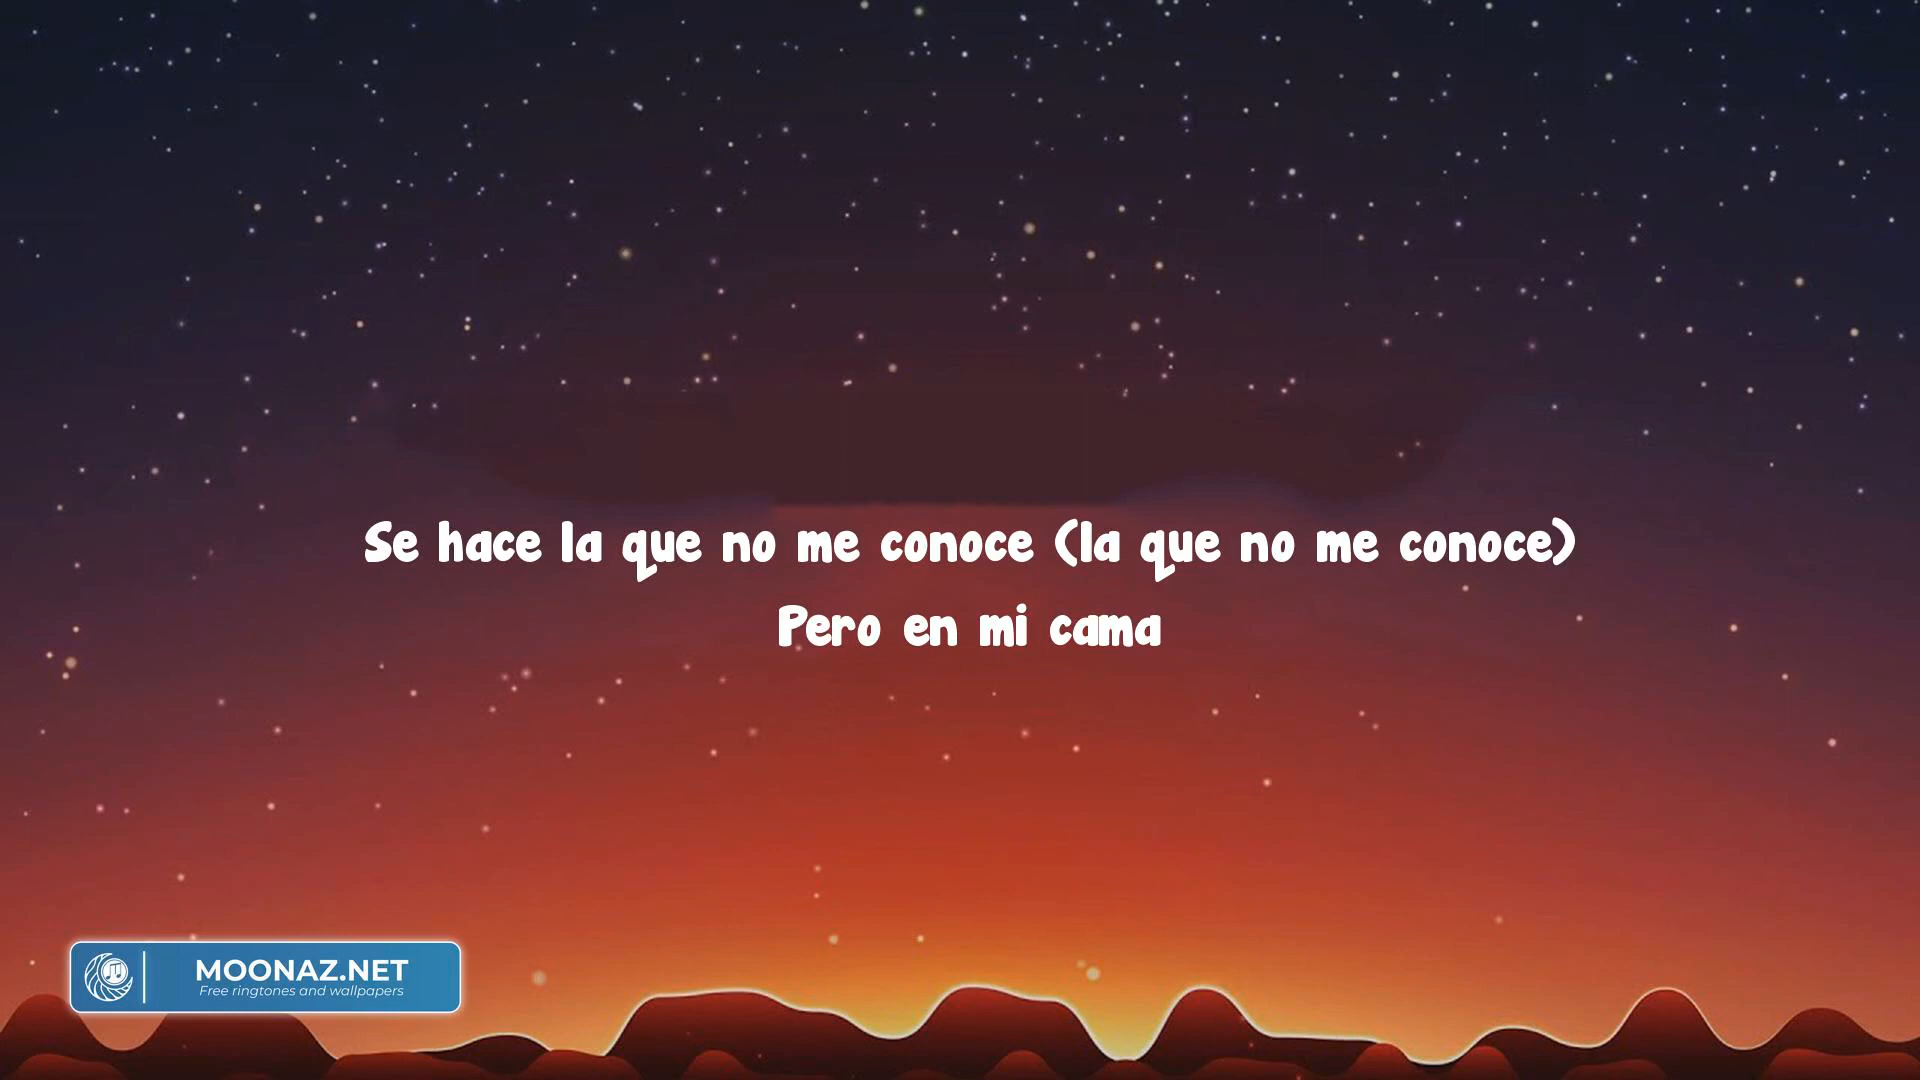 Se hace la que no me conoce (la que no me conoce)
Pero en mi cama
MOONAZ.NET
Free ringtones and wallpapers